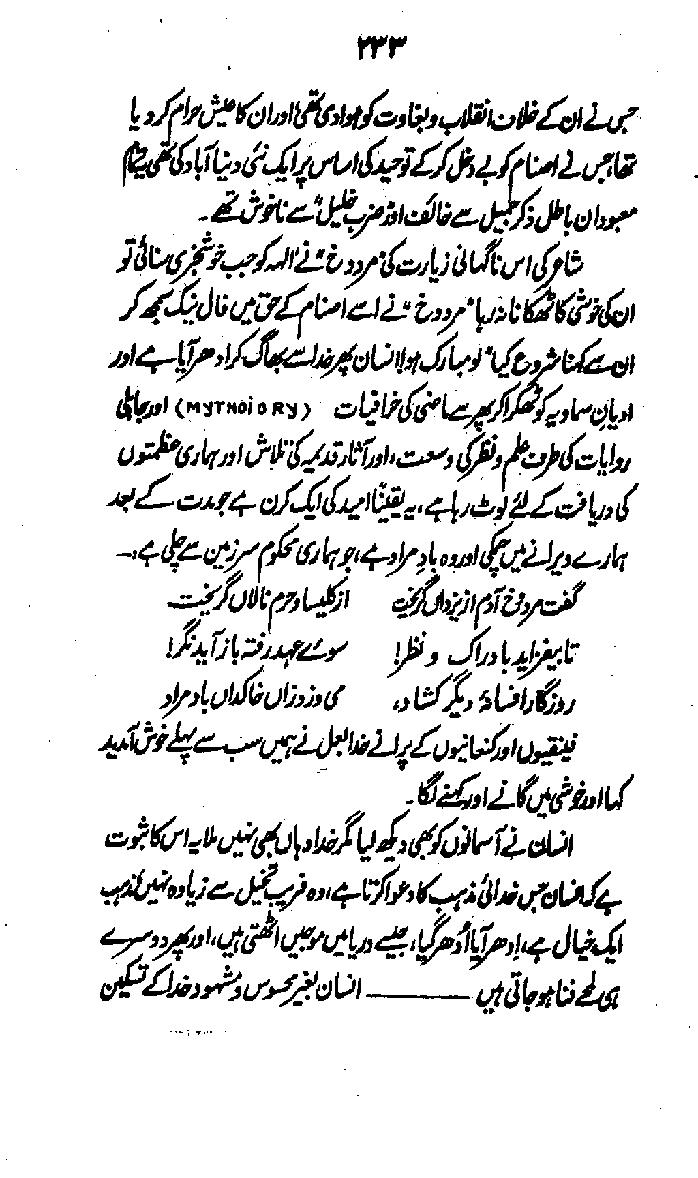 ۲۳۳
جس نے ان کے خلاف انقلاب و بغاوت کو ہوا دی تھی اور ان کا عیش حرام کر دیا
تھا، جس نے اصنام کو بے دخل کر کے توحید کی اساس پر ایک نئی دنیا آباد کی تھی یہ تمام
معبودان باطل ذکر جمیل سے خائف اور ضرب خلیلؑ سے ناخوش تھے۔
شاعر کی اس ناگہانی زیارت کی "مردوخ" نے الٰہہ کو جب خوشخبری سنائی تو
ان کی خوشی کا ٹھکانا نہ رہا "مردوخ" نے اسے اصنام کے حق میں فال نیک سمجھ کر
ان سے کہنا شروع کیا "لو مبارک ہو! انسان پھر خدا سے بھاگ کر ادھر آیا ہے اور
ادیان سماویہ کو ٹھکرا کر پھر سے ماضی کی خرافیات (MYTHOIORY) اور جاہلی
روایات کی طرف علم و نظر کی وسعت، اور آثار قدیمہ کی تلاش اور ہماری عظمتوں
کی دریافت کے لئے لوٹ رہا ہے، یہ یقیناً امید کی ایک کرن ہے جو مدت کے بعد
ہمارے ویرانے میں چمکی اور وہ باد مراد ہے، جو ہماری محکوم سرزمین سے چلی ہے،۔۔
گفت مردوخ آدم از یزداں گریخت از کلیسا و حرم نالاں گریخت
تا بیفزاید بادراک و نظر! سوئے عہد رفتہ باز آید نگر!
روزگار افسانۂ دیگر کشاد، می وزد زاں خاکداں باد مراد
فینقیوں اور کنعانیوں کے پرانے خدا بعل نے ہمیں سب سے پہلے خوش آمدید
کہا اور خوشی میں گانے اور کہنے لگا۔
انسان نے آسمانوں کو بھی دیکھ لیا مگر خدا وہاں بھی نہیں ملا یہ اس کا ثبوت
ہے کہ انسان جس خدائی مذہب کا دعوا کرتا ہے، وہ فریب تخیل سے زیادہ نہیں، مذہب
ایک خیال ہے، اِدھر آیا اُدھر گیا، جیسے دریا میں موجیں اٹھتی ہیں، اور پھر دوسرے
ہی لمحے فنا ہو جاتی ہیں ——— انسان بغیر محسوس و مشہود خدا کے تسکین